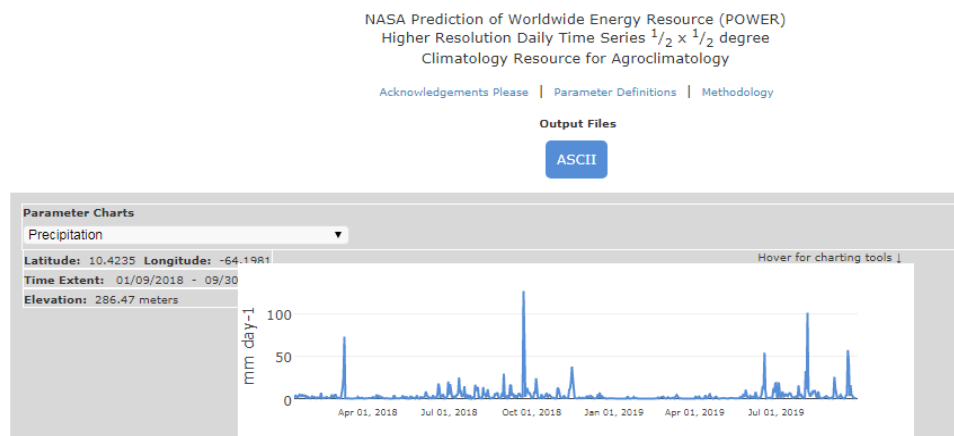 NASA Prediction of Worldwide Energy Resource (POWER)
Higher Resolution Daily Time Series 1/2 x 1/2 degree
Climatology Resource for Agroclimatology
Acknowledgements Please | Parameter Definitions | Methodology
Output Files
ASCII
Parameter Charts
Precipitation ▼
Latitude: 10.4235 Longitude: -64.1981
Hover for charting tools ↓
Time Extent: 01/09/2018 - 09/30
Elevation: 286.47 meters
mm day-1
100
50
0
Apr 01, 2018 Jul 01, 2018 Oct 01, 2018 Jan 01, 2019 Apr 01, 2019 Jul 01, 2019